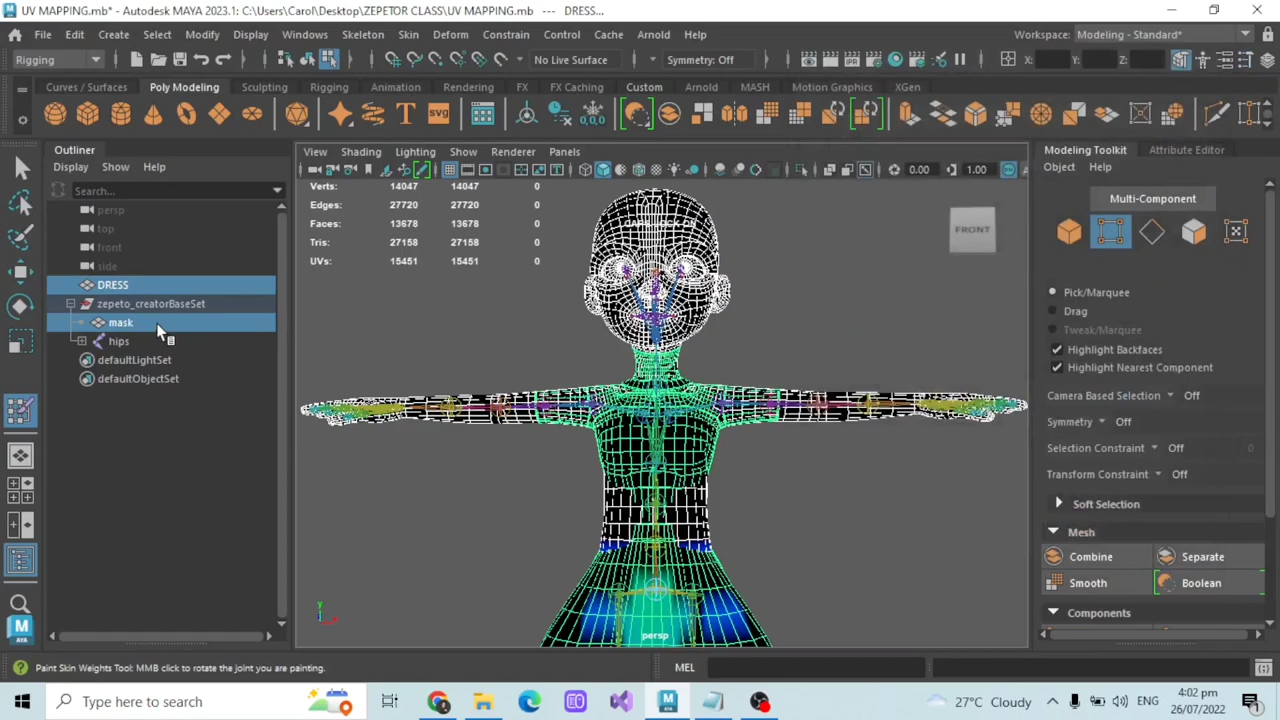 UV MAPPING.mb* - Autodesk MAYA 2023.1: C:\Users\Carol\Desktop\ZEPETOR CLASS\UV MAPPING.mb --- DRESS...
File Edit Create Select Modify Display Windows Skeleton Skin Deform Constrain Control Cache Arnold Help Workspace: Modeling - Standard*
Rigging No Live Surface Symmetry: Off X: Y: Z:
Curves / Surfaces Poly Modeling Sculpting Rigging Animation Rendering FX FX Caching Custom Arnold MASH Motion Graphics XGen
T SVG 0,0,0
Outliner
Display Show Help
Search...
persp
top
front
side
DRESS
zepeto_creatorBaseSet
mask
hips
defaultLightSet
defaultObjectSet
View Shading Lighting Show Renderer Panels
0.00 1.00
Verts: 14047 14047 0
Edges: 27720 27720 0
Faces: 13678 13678 0
Tris: 27158 27158 0
UVs: 15451 15451 0
FRONT
y
persp
Modeling Toolkit Attribute Editor
Object Help
Multi-Component
Pick/Marquee
Drag
Tweak/Marquee
Highlight Backfaces
Highlight Nearest Component
Camera Based Selection Off
Symmetry Off
Selection Constraint Off 0
Transform Constraint Off
Soft Selection
Mesh
Combine Separate
Smooth Boolean
Components
Paint Skin Weights Tool: MMB click to rotate the joint you are painting. MEL
Type here to search 27°C Cloudy ENG 4:02 pm
26/07/2022